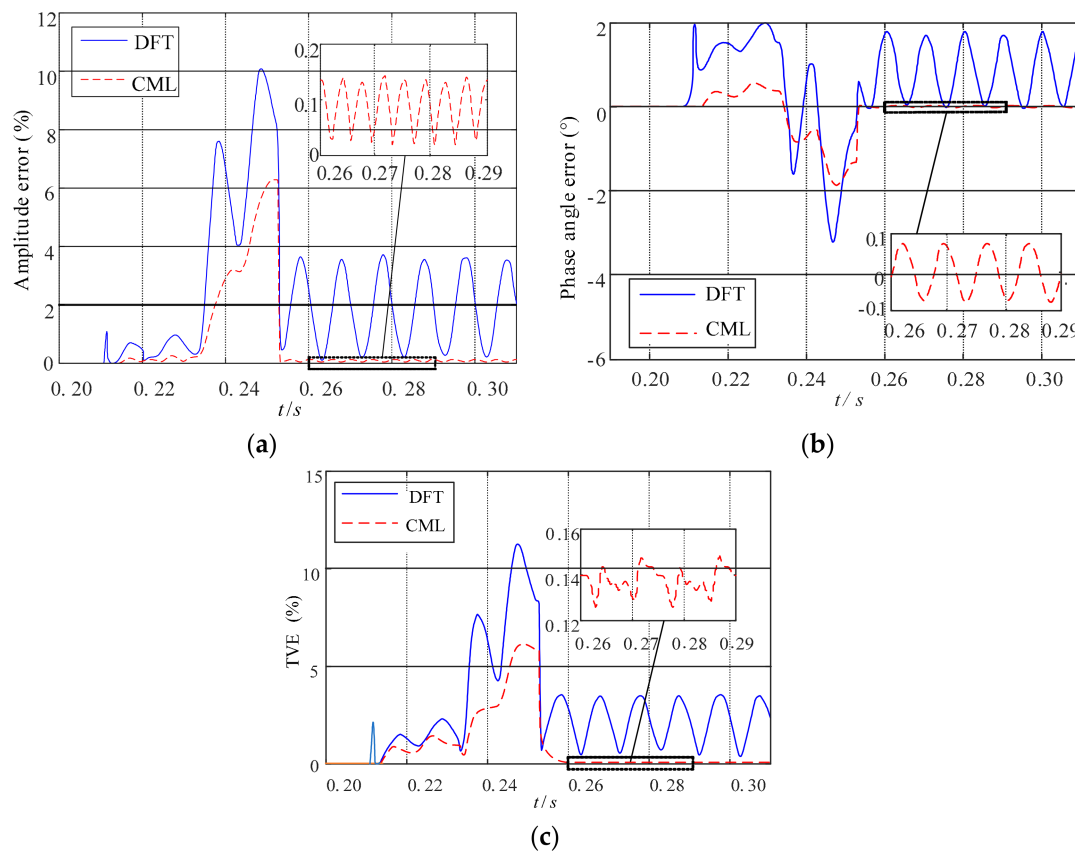 DFT
CML
Amplitude error (%)
12
10
8
6
4
2
0
0.2
0.1
0
0.26 0.27 0.28 0.29
0.20 0.22 0.24 0.26 0.28 0.30
t/s
(a)
Phase angle error (°)
2
0
-2
-4
-6
DFT
CML
0.1
0
-0.1
0.26 0.27 0.28 0.29
0.20 0.22 0.24 0.26 0.28 0.30
t/s
(b)
TVE (%)
15
10
5
0
DFT
CML
0.16
0.14
0.12
0.26 0.27 0.28 0.29
0.20 0.22 0.24 0.26 0.28 0.30
t/s
(c)